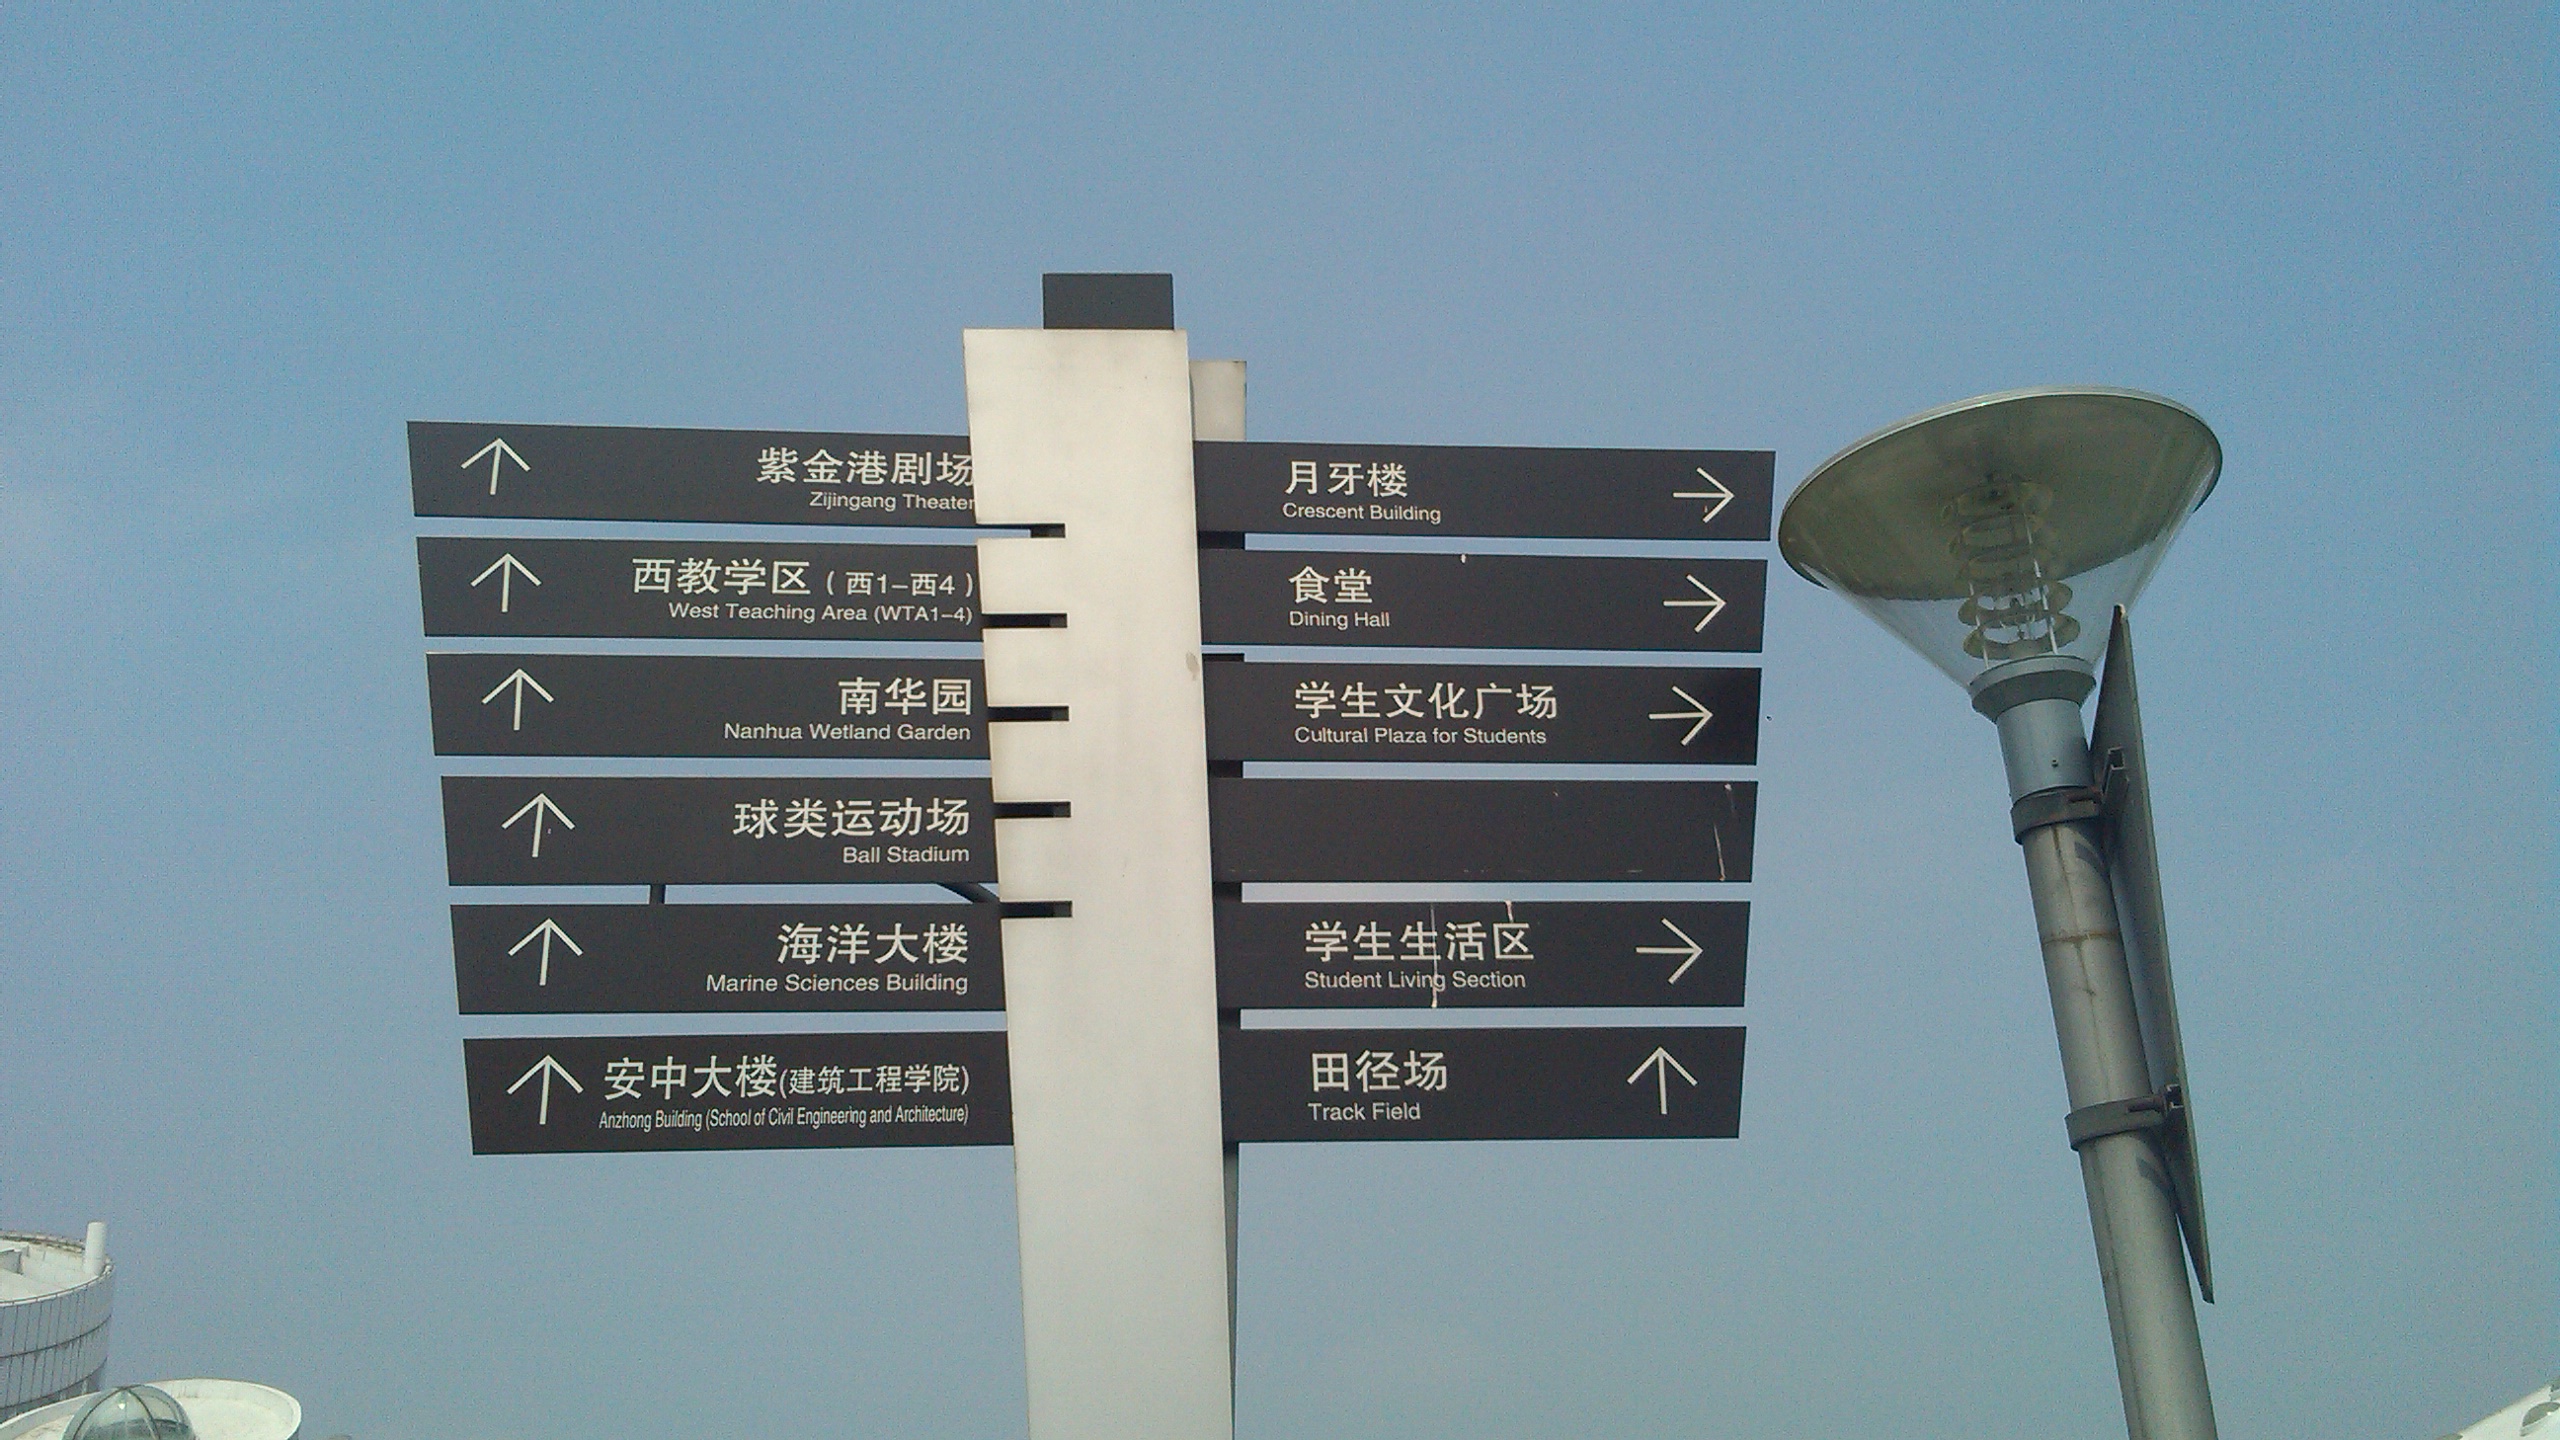 紫金港剧场
Zijingang Theater
西教学区（西1-西4）
West Teaching Area (WTA1-4)
南华园
Nanhua Wetland Garden
球类运动场
Ball Stadium
海洋大楼
Marine Sciences Building
安中大楼(建筑工程学院)
Anzhong Building (School of Civil Engineering and Architecture)
月牙楼
Crescent Building
食堂
Dining Hall
学生文化广场
Cultural Plaza for Students
学生生活区
Student Living Section
田径场
Track Field